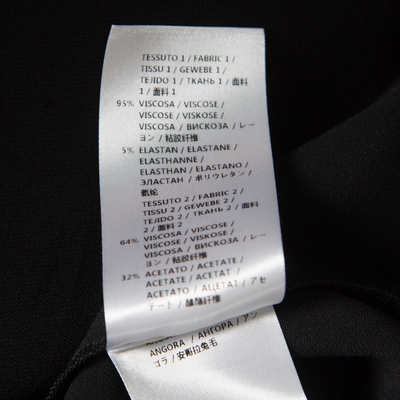 TESSUTO 1 / FABRIC 1 /
TISSU 1 / GEWEBE 1 /
TEJIDO 1 / ТКАНЬ 1 / 面料
1 / 面料 1
95% VISCOSA / VISCOSE /
VISCOSE / VISKOSE /
VISCOSA / ВИСКОЗА / レー
ヨン / 粘胶纤维
5% ELASTAN / ELASTANE /
ELASTHANNE /
ELASTHAN / ELASTANO /
ЭЛАСТАН / ポリウレタン /
TESSUTO 2 / FABRIC 2 /
TISSU 2 / GEWEBE 2 /
TEJIDO 2 / ТКАНЬ 2 / 面料
2 / 面料 2
64% VISCOSA / VISCOSE /
VISCOSE / VISKOSE /
VISCOSA / ВИСКОЗА / レー
ヨン / 粘胶纤维
32% ACETATO / ACETATE /
ACETATE / ACETAT /
ACETATO / АЦЕТАТ / アセ
テート / 醋酸纤维
ANGORA / АНГОРА / アン
ゴラ / 安哥拉兔毛